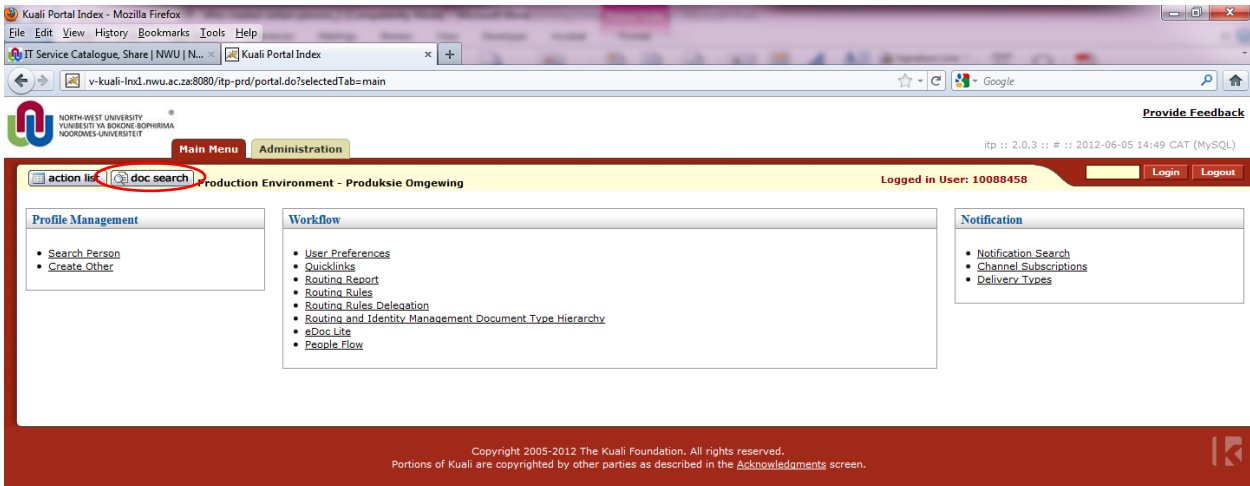 Kuali Portal Index - Mozilla Firefox
File Edit View History Bookmarks Tools Help
IT Service Catalogue, Share | NWU | N... × Kuali Portal Index × +
v-kuali-lnx1.nwu.ac.za:8080/itp-prd/portal.do?selectedTab=main Google
NORTH-WEST UNIVERSITY ®
YUNIBESITI YA BOKONE-BOPHIRIMA
NOORDWES-UNIVERSITEIT
Provide Feedback
Main Menu Administration
itp :: 2.0.3 :: # :: 2012-06-05 14:49 CAT (MySQL)
action list doc search Production Environment - Produksie Omgewing Logged in User: 10088458 Login Logout
Profile Management
Search Person
Create Other
Workflow
User Preferences
Quicklinks
Routing Report
Routing Rules
Routing Rules Delegation
Routing and Identity Management Document Type Hierarchy
eDoc Lite
People Flow
Notification
Notification Search
Channel Subscriptions
Delivery Types
Copyright 2005-2012 The Kuali Foundation. All rights reserved.
Portions of Kuali are copyrighted by other parties as described in the Acknowledgments screen.